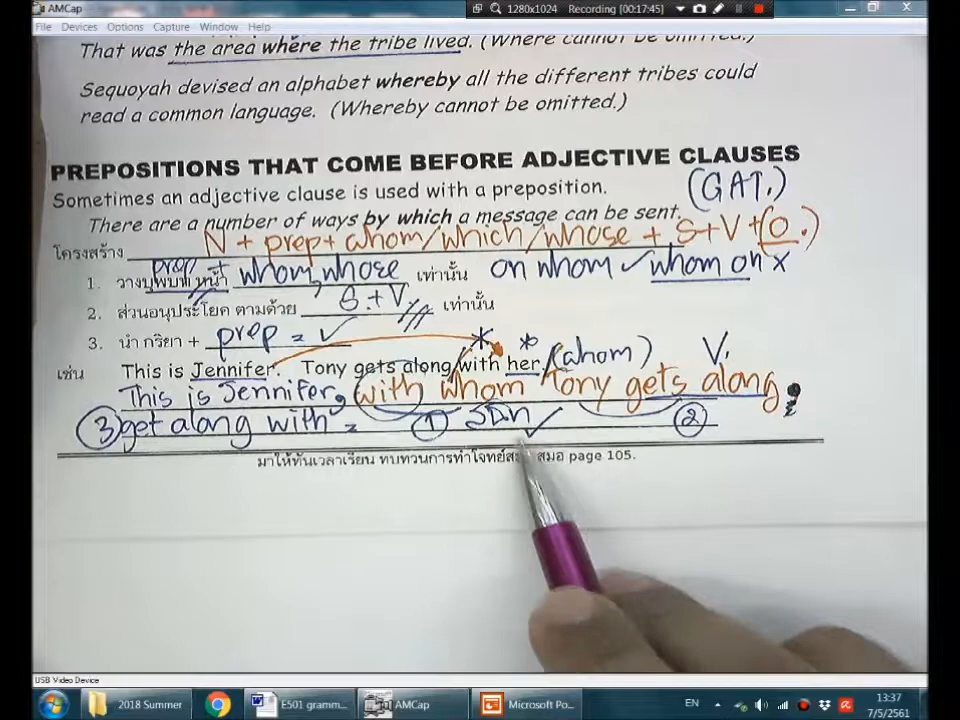 AMCap
1280x1024 Recording [00:17:45]
File Devices Options Capture Window Help
That was the area where the tribe lived. (Where cannot be omitted.)
Sequoyah devised an alphabet whereby all the different tribes could
read a common language. (Whereby cannot be omitted.)
PREPOSITIONS THAT COME BEFORE ADJECTIVE CLAUSES
Sometimes an adjective clause is used with a preposition. (GAT.)
There are a number of ways by which a message can be sent.
โครงสร้าง N + prep + whom/which/whose + S+V+(O.)
1. วางบุพบท หน้า prep + whom, whose เท่านั้น on whom ✓ whom on x
2. ส่วนอนุประโยค ตามด้วย S + V เท่านั้น
3. นำ กริยา + prep = ✓
เช่น This is Jennifer. Tony gets along with her. (whom) V.
This is Jennifer, (with whom Tony gets along)
3 get along with = 1 ✓ 2
มาให้ทันเวลาเรียน ทบทวนการทำโจทย์สม่ำเสมอ page 105.
USB Video Device
2018 Summer E501 gramm... AMCap Microsoft Po... EN 13:37
7/5/2561